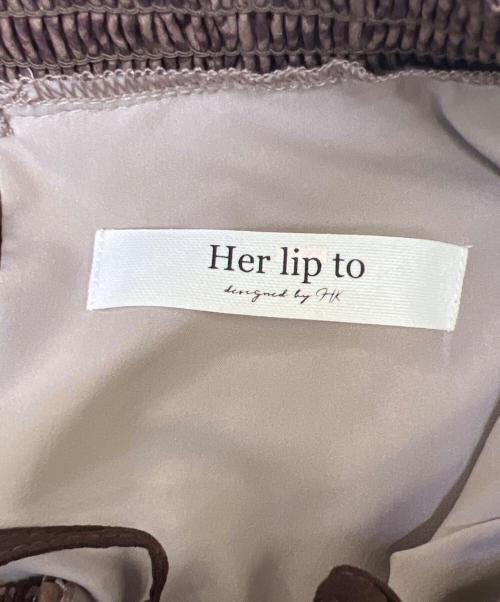 Her lip to
designed by HK